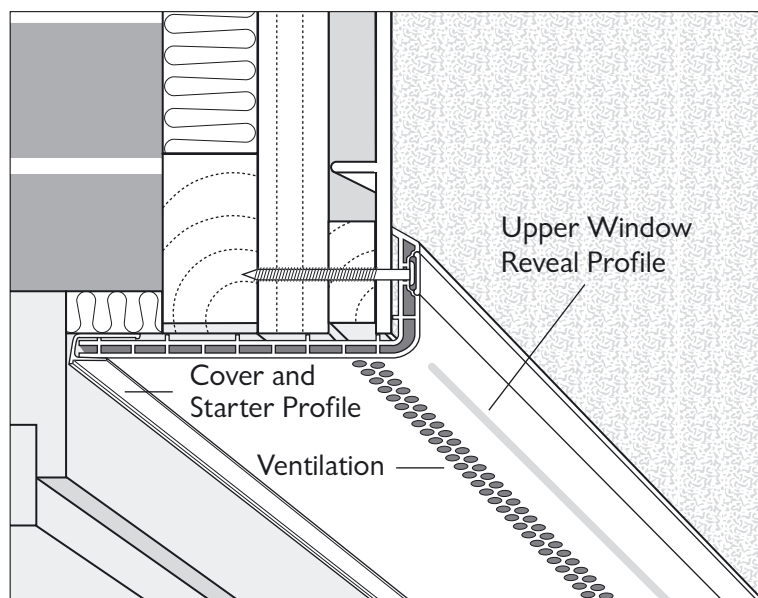 Upper Window
Reveal Profile
Cover and
Starter Profile
Ventilation